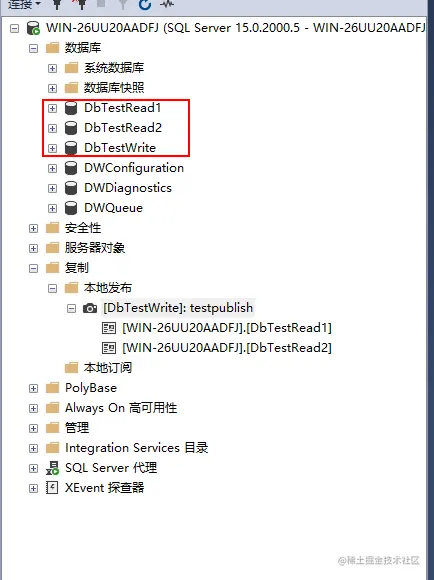 连接
WIN-26UU20AADFJ (SQL Server 15.0.2000.5 - WIN-26UU20AADFJ
数据库
系统数据库
数据库快照
DbTestRead1
DbTestRead2
DbTestWrite
DWConfiguration
DWDiagnostics
DWQueue
安全性
服务器对象
复制
本地发布
[DbTestWrite]: testpublish
[WIN-26UU20AADFJ].[DbTestRead1]
[WIN-26UU20AADFJ].[DbTestRead2]
本地订阅
PolyBase
Always On 高可用性
管理
Integration Services 目录
SQL Server 代理
XEvent 探查器
@稀土掘金技术社区